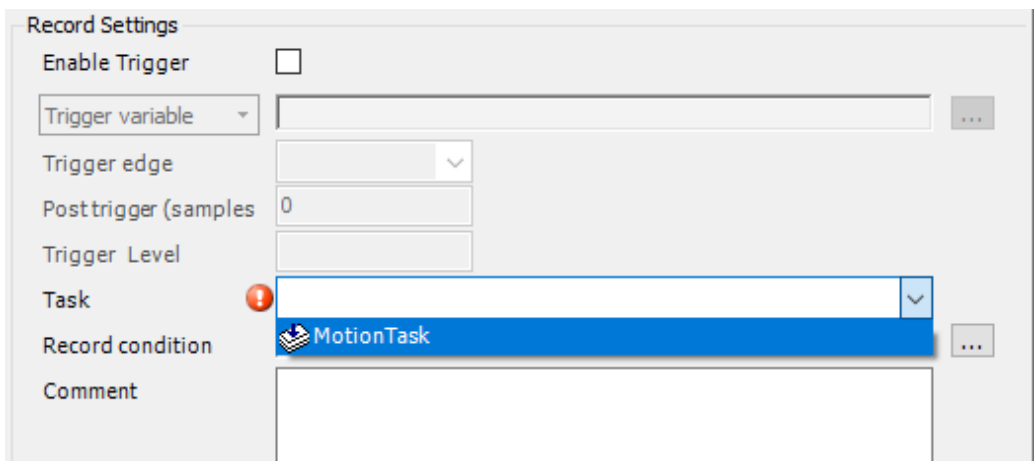 Record Settings
Enable Trigger
Trigger variable
...
Trigger edge
Post trigger (samples
0
Trigger Level
Task
MotionTask
Record condition
...
Comment